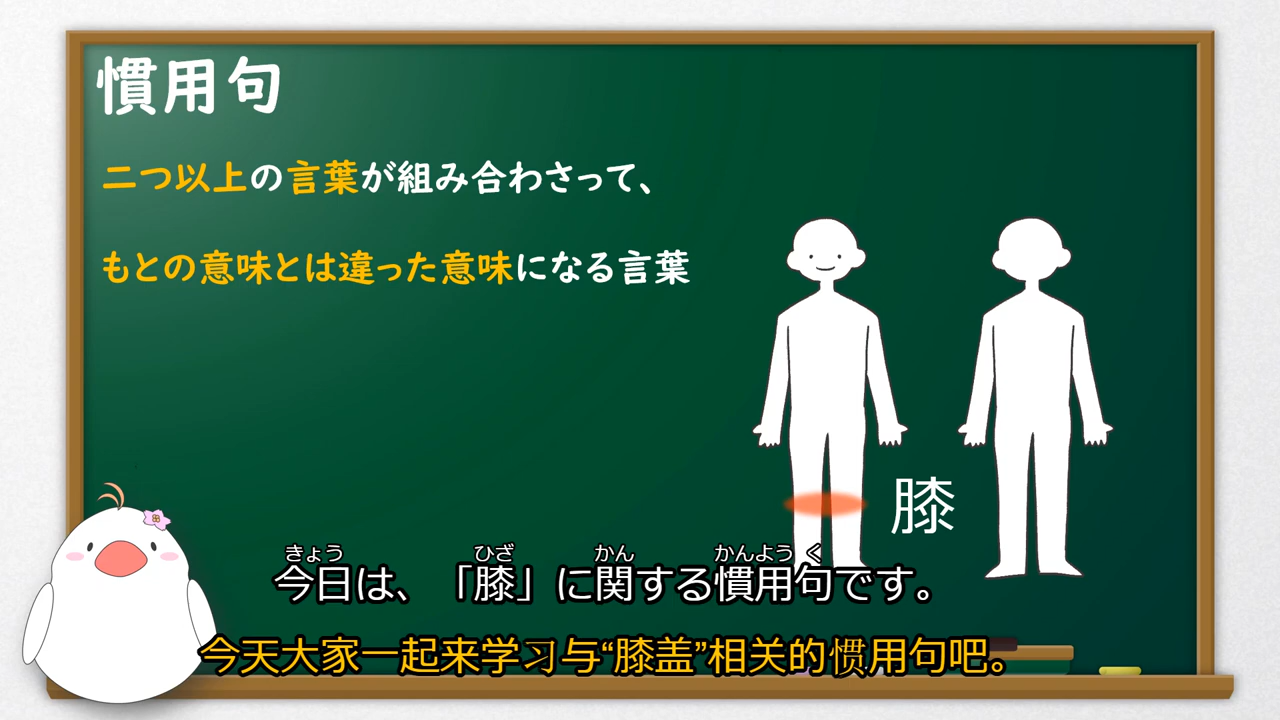 慣用句
二つ以上の言葉が組み合わさって、
もとの意味とは違った意味になる言葉
膝
きょう ひざ かん かんよう く
今日は、「膝」に関する慣用句です。
今天大家一起来学习与“膝盖”相关的惯用句吧。